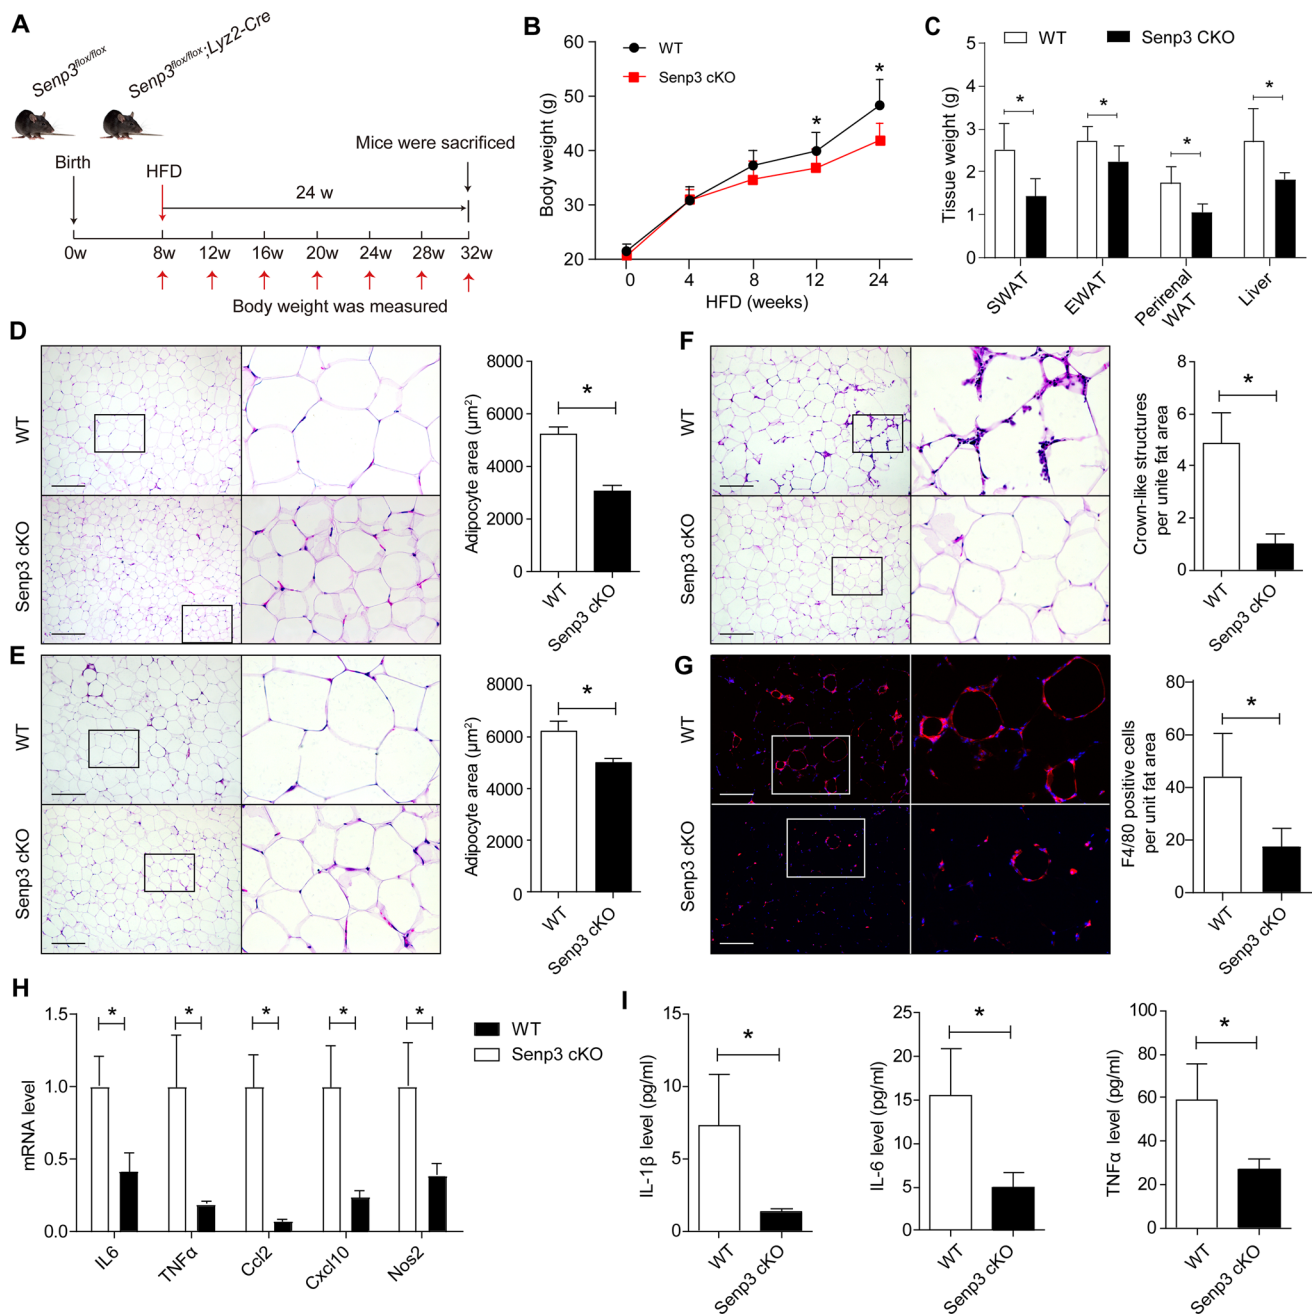 A
Senp3flox/flox
Senp3flox/flox;Lyz2-Cre
Mice were sacrificed
Birth
HFD
24 w
0w 8w 12w 16w 20w 24w 28w 32w
Body weight was measured
B
Body weight (g)
60
50
40
30
20
WT
Senp3 cKO
*
*
0 4 8 12 24
HFD (weeks)
C
WT
Senp3 CKO
Tissue weight (g)
5
4
3
2
1
0
* * * *
SWAT
EWAT
Perirenal
WAT
Liver
D
WT
Senp3 cKO
Adipocyte area (μm2)
8000
6000
4000
2000
0
*
WT
Senp3 cKO
E
WT
Senp3 cKO
Adipocyte area (μm2)
8000
6000
4000
2000
0
*
WT
Senp3 cKO
F
WT
Senp3 cKO
Crown-like structures
per unite fat area
8
6
4
2
0
*
WT
Senp3 cKO
G
WT
Senp3 cKO
F4/80 positive cells
per unit fat area
80
60
40
20
0
*
WT
Senp3 cKO
H
mRNA level
1.5
1.0
0.5
0.0
* * * * *
IL6
TNFα
Ccl2
Cxcl10
Nos2
WT
Senp3 cKO
I
IL-1β level (pg/ml)
15
10
5
0
*
WT
Senp3 cKO
IL-6 level (pg/ml)
25
20
15
10
5
0
*
WT
Senp3 cKO
TNFα level (pg/ml)
100
80
60
40
20
0
*
WT
Senp3 cKO